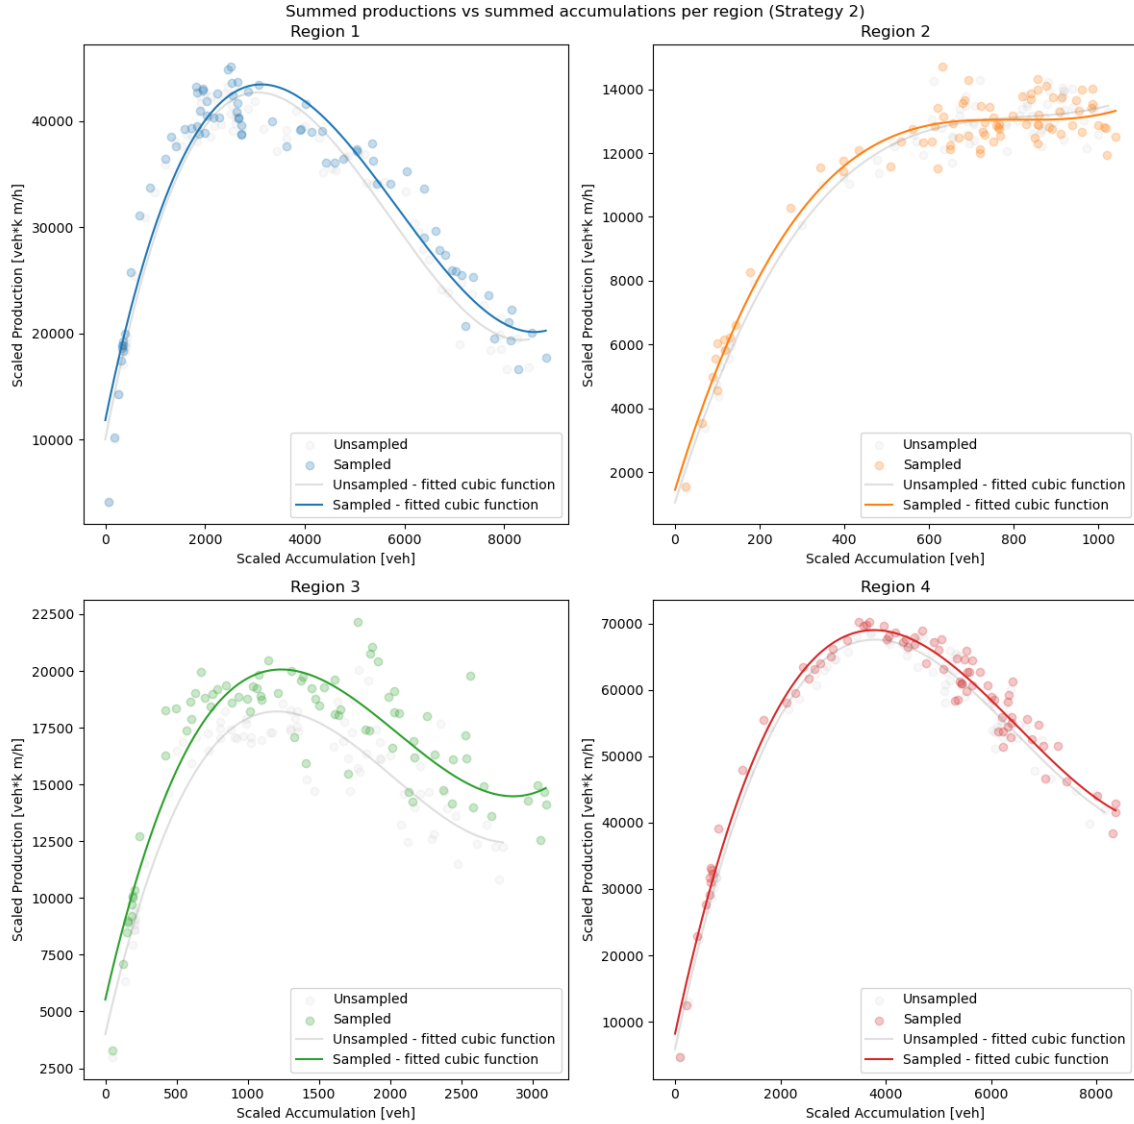 Summed productions vs summed accumulations per region (Strategy 2)
Region 1
Scaled Production [veh*k m/h]
40000
30000
20000
10000
0
2000
4000
6000
8000
Scaled Accumulation [veh]
Unsampled
Sampled
Unsampled - fitted cubic function
Sampled - fitted cubic function
Region 2
Scaled Production [veh*k m/h]
14000
12000
10000
8000
6000
4000
2000
0
200
400
600
800
1000
Scaled Accumulation [veh]
Unsampled
Sampled
Unsampled - fitted cubic function
Sampled - fitted cubic function
Region 3
Scaled Production [veh*k m/h]
22500
20000
17500
15000
12500
10000
7500
5000
2500
0
500
1000
1500
2000
2500
3000
Scaled Accumulation [veh]
Unsampled
Sampled
Unsampled - fitted cubic function
Sampled - fitted cubic function
Region 4
Scaled Production [veh*k m/h]
70000
60000
50000
40000
30000
20000
10000
0
2000
4000
6000
8000
Scaled Accumulation [veh]
Unsampled
Sampled
Unsampled - fitted cubic function
Sampled - fitted cubic function